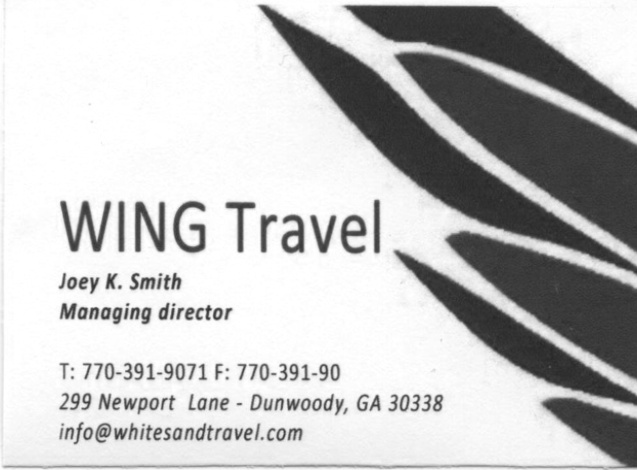 WING Travel
Joey K. Smith
Managing director
T: 770-391-9071 F: 770-391-90
299 Newport Lane - Dunwoody, GA 30338
info@whitesandtravel.com